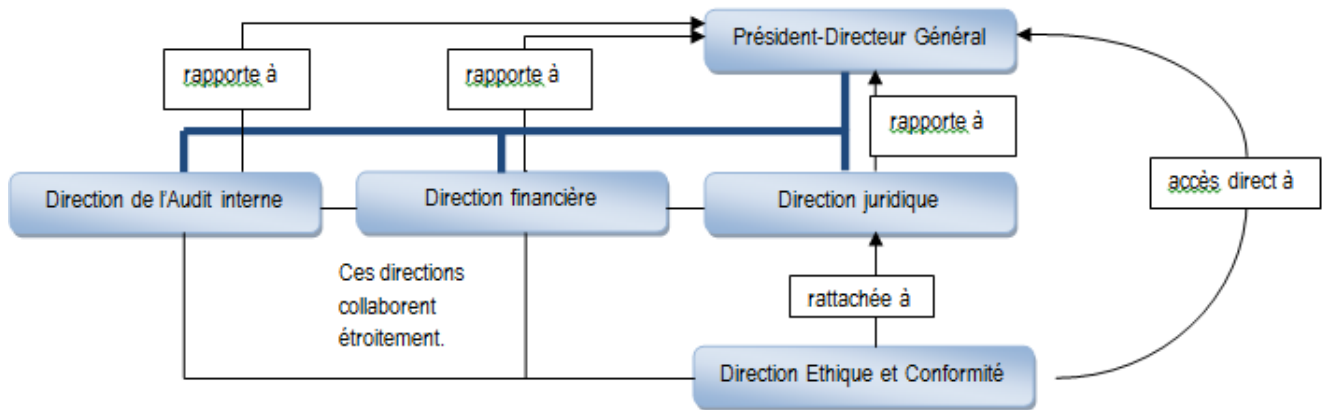 Président-Directeur Général
rapporte à
rapporte à
rapporte à
accès direct à
Direction de l'Audit interne
Direction financière
Direction juridique
Ces directions
collaborent
étroitement.
rattachée à
Direction Ethique et Conformité